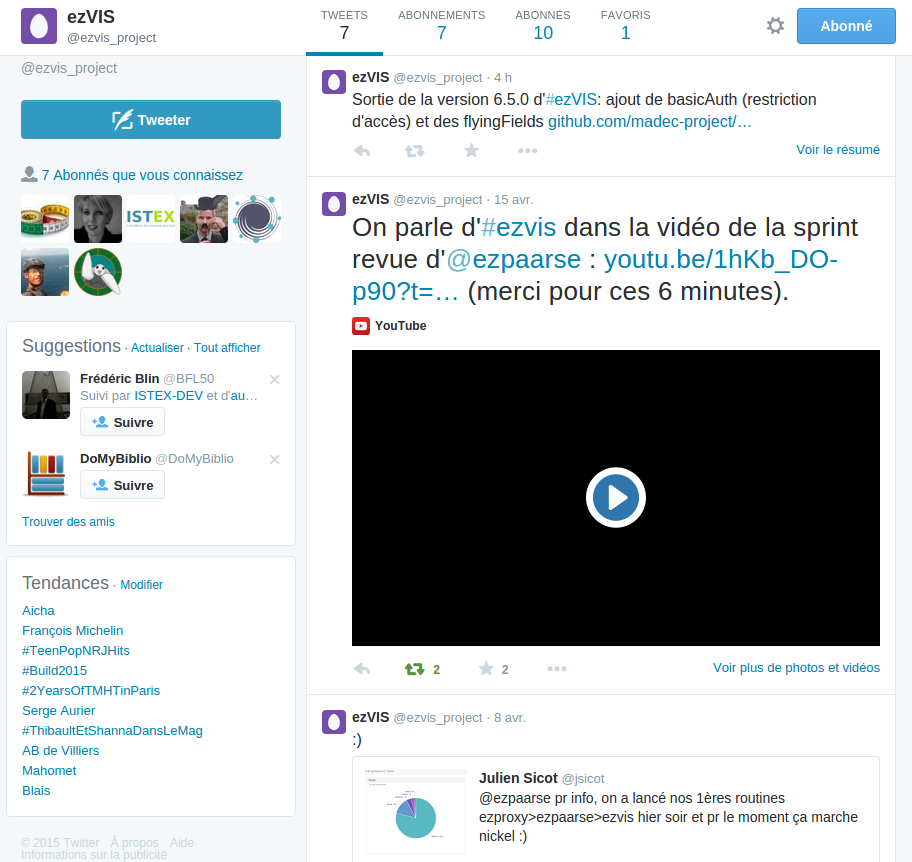 ezVIS
@ezvis_project
TWEETS
7
ABONNEMENTS
7
ABONNÉS
10
FAVORIS
1
Abonné
@ezvis_project
Tweeter
7 Abonnés que vous connaissez
ISTEX
Suggestions · Actualiser · Tout afficher
Frédéric Blin @BFL50
Suivi par ISTEX-DEV et d'au…
Suivre
DoMyBiblio @DoMyBiblio
Suivre
Trouver des amis
Tendances · Modifier
Aicha
François Michelin
#TeenPopNRJHits
#Build2015
#2YearsOfTMHTinParis
Serge Aurier
#ThibaultEtShannaDansLeMag
AB de Villiers
Mahomet
Blais
© 2015 Twitter À propos Aide
Informations sur la publicité
ezVIS @ezvis_project · 4 h
Sortie de la version 6.5.0 d'#ezVIS: ajout de basicAuth (restriction
d'accès) et des flyingFields github.com/madec-project/…
Voir le résumé
ezVIS @ezvis_project · 15 avr.
On parle d'#ezvis dans la vidéo de la sprint
revue d'@ezpaarse : youtu.be/1hKb_DO-
p90?t=… (merci pour ces 6 minutes).
YouTube
2
2
Voir plus de photos et vidéos
ezVIS @ezvis_project · 8 avr.
:)
Julien Sicot @jsicot
@ezpaarse pr info, on a lancé nos 1ères routines
ezproxy>ezpaarse>ezvis hier soir et pr le moment ça marche
nickel :)